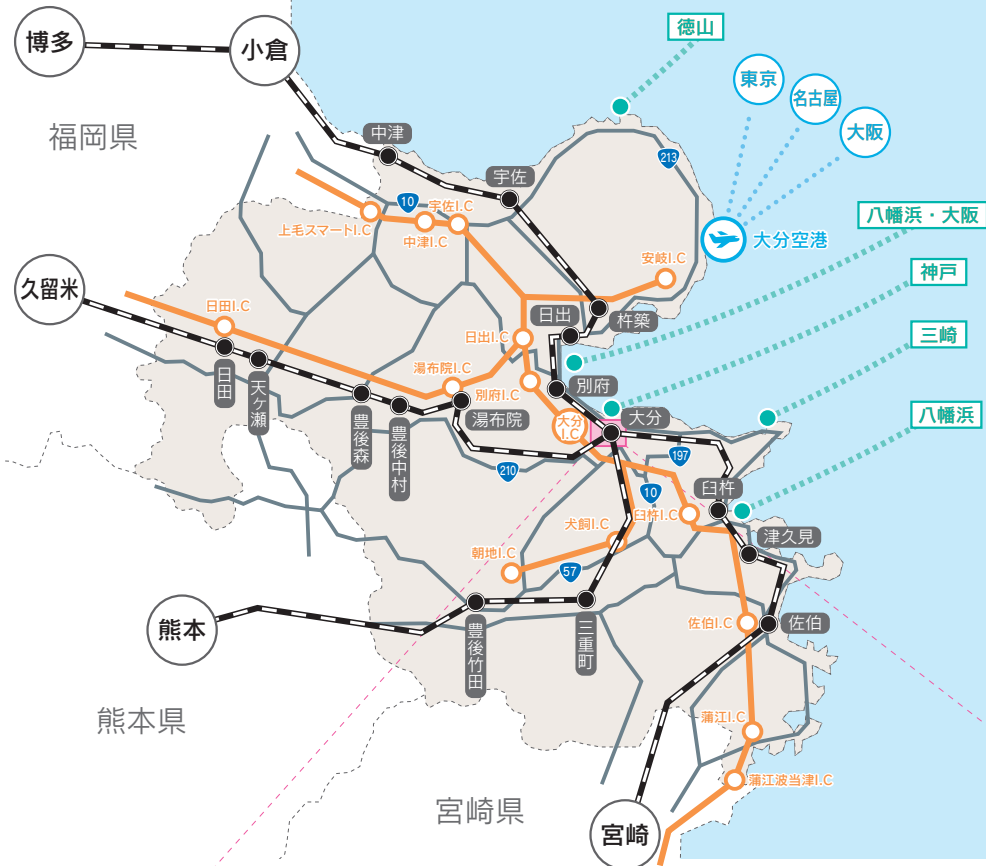 博多
小倉
徳山
東京
名古屋
大阪
福岡県
中津
宇佐
213
10
宇佐I.C
上毛スマートI.C
中津I.C
大分空港
八幡浜・大阪
安岐I.C
神戸
久留米
日田I.C
日出
杵築
日出I.C
三崎
湯布院I.C
別府I.C
別府
日田
天ケ瀬
豊後森
豊後中村
湯布院
大分
I.C
大分
八幡浜
210
197
10
臼杵
臼杵I.C
犬飼I.C
津久見
朝地I.C
57
熊本
豊後竹田
三重町
佐伯I.C
佐伯
熊本県
蒲江I.C
蒲江波当津I.C
宮崎県
宮崎